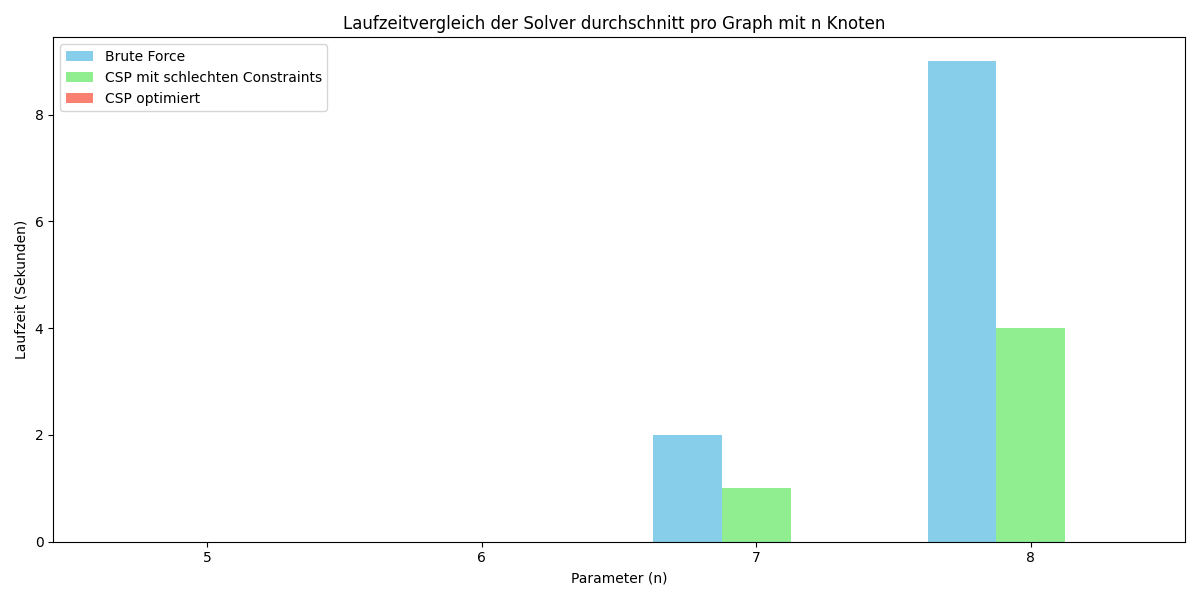 Laufzeitvergleich der Solver durchschnitt pro Graph mit n Knoten
Brute Force
CSP mit schlechten Constraints
CSP optimiert
Laufzeit (Sekunden)
8
6
4
2
0
5
6
7
8
Parameter (n)